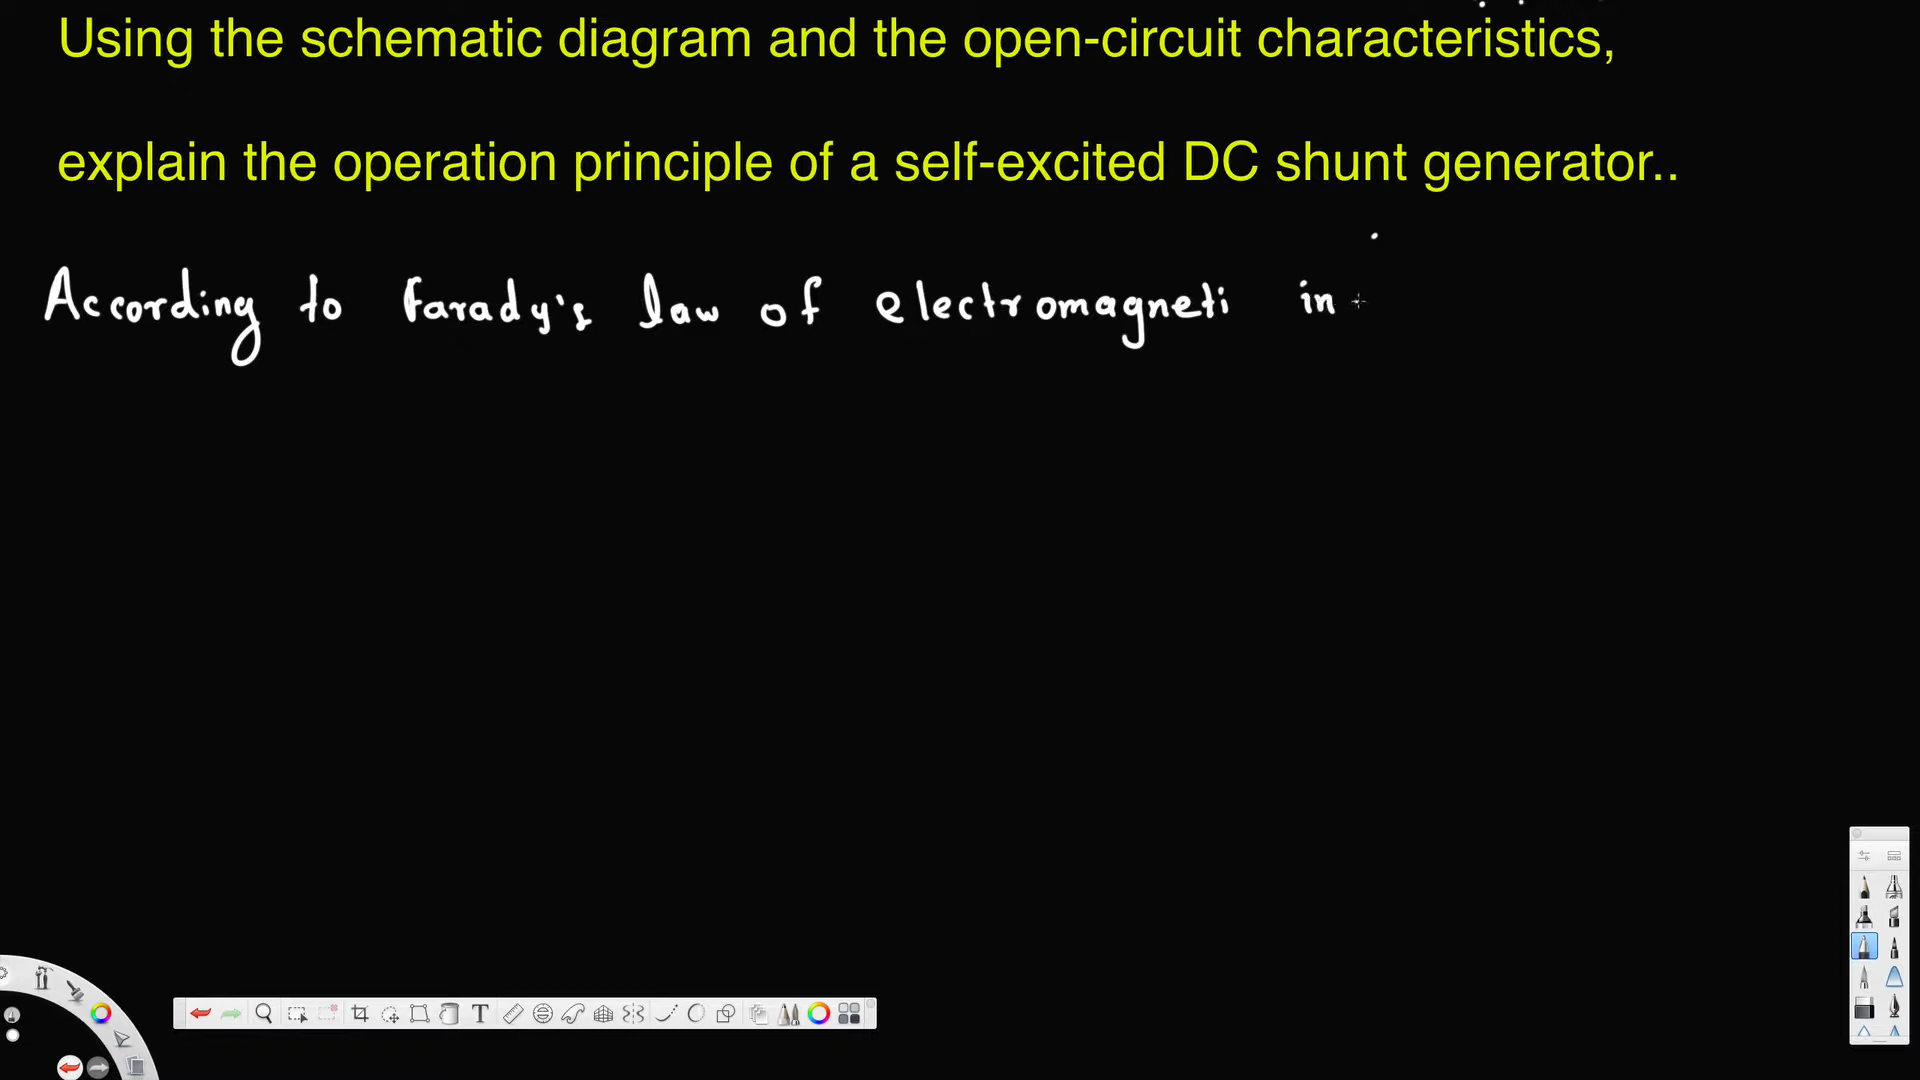 Using the schematic diagram and the open-circuit characteristics,
explain the operation principle of a self-excited DC shunt generator..
According to Farady's law of electromagneti in